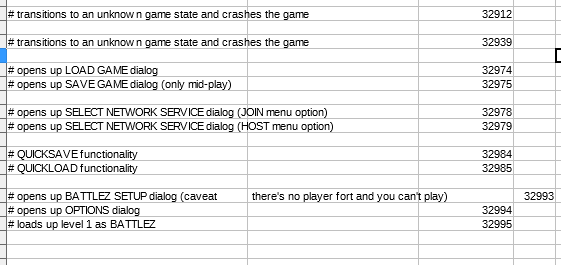 # transitions to an unknown game state and crashes the game 32912
# transitions to an unknown game state and crashes the game 32939
# opens up LOAD GAME dialog 32974
# opens up SAVE GAME dialog (only mid-play) 32975
# opens up SELECT NETWORK SERVICE dialog (JOIN menu option) 32978
# opens up SELECT NETWORK SERVICE dialog (HOST menu option) 32979
# QUICKSAVE functionality 32984
# QUICKLOAD functionality 32985
# opens up BATTLEZ SETUP dialog (caveat there's no player fort and you can't play) 32993
# opens up OPTIONS dialog 32994
# loads up level 1 as BATTLEZ 32995